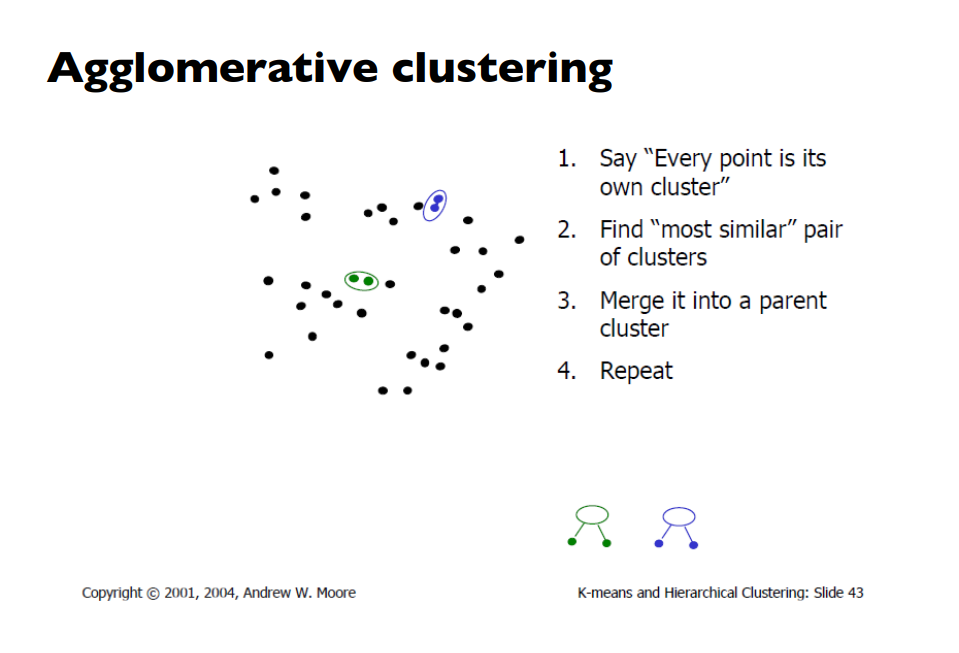 Agglomerative clustering
1. Say “Every point is its
own cluster”
2. Find “most similar” pair
of clusters
3. Merge it into a parent
cluster
4. Repeat
Copyright © 2001, 2004, Andrew W. Moore
K-means and Hierarchical Clustering: Slide 43